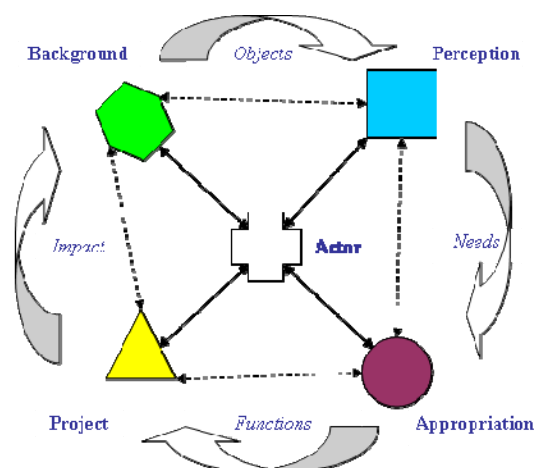 Background
Objects
Perception
Impact
Actor
Needs
Project
Functions
Appropriation